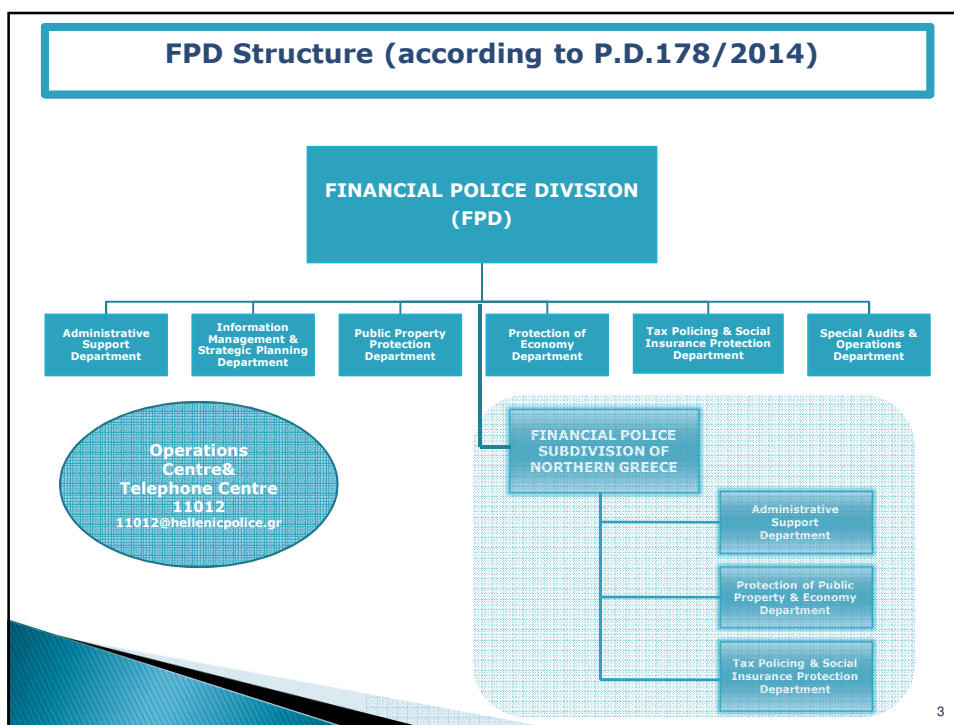 FPD Structure (according to P.D.178/2014)
FINANCIAL POLICE DIVISION
(FPD)
Administrative
Support
Department
Information
Management &
Strategic Planning
Department
Public Property
Protection
Department
Protection of
Economy
Department
Tax Policing & Social
Insurance Protection
Department
Special Audits &
Operations
Department
Operations
Centre&
Telephone Centre
11012
11012@hellenicpolice.gr
FINANCIAL POLICE
SUBDIVISION OF
NORTHERN GREECE
Administrative
Support
Department
Protection of Public
Property & Economy
Department
Tax Policing & Social
Insurance Protection
Department
3